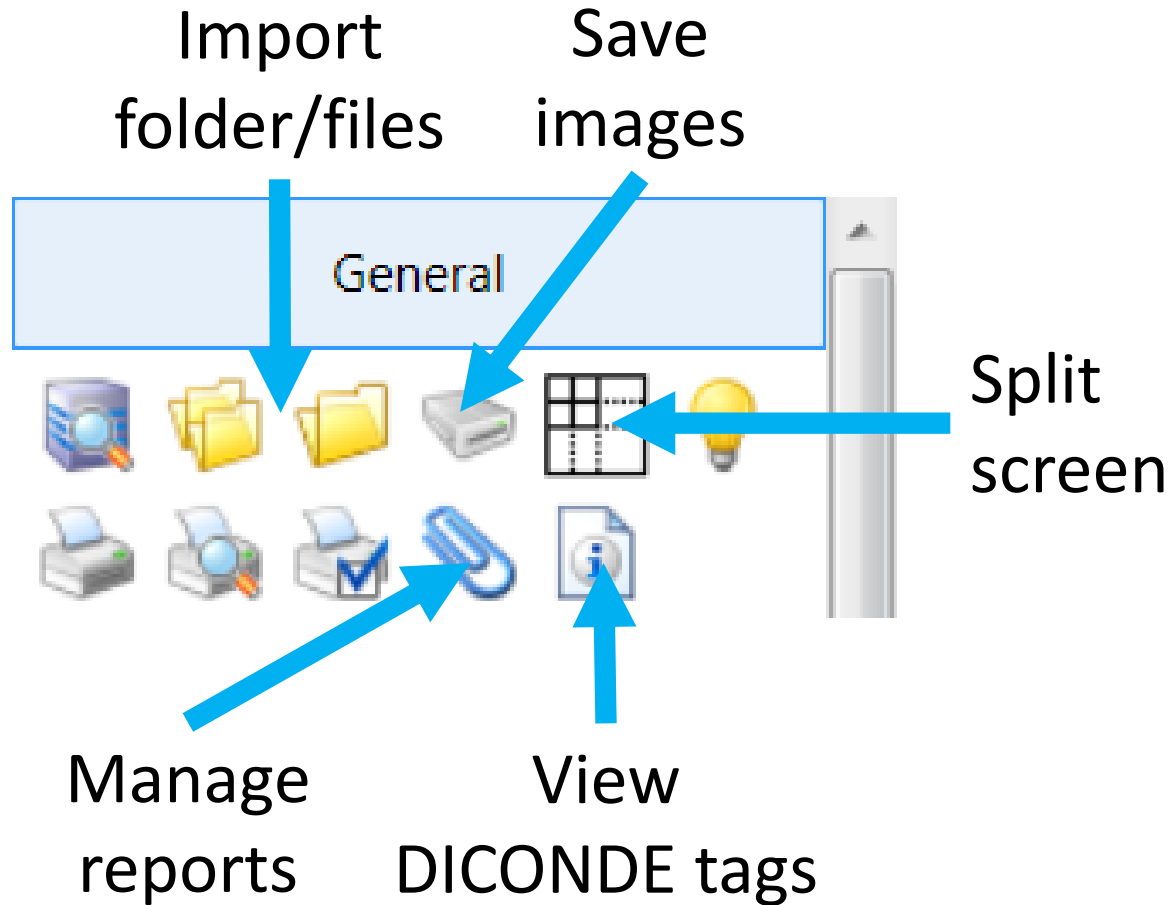 Import
folder/files
Save
images
General
Split
screen
Manage
reports
View
DICONDE tags